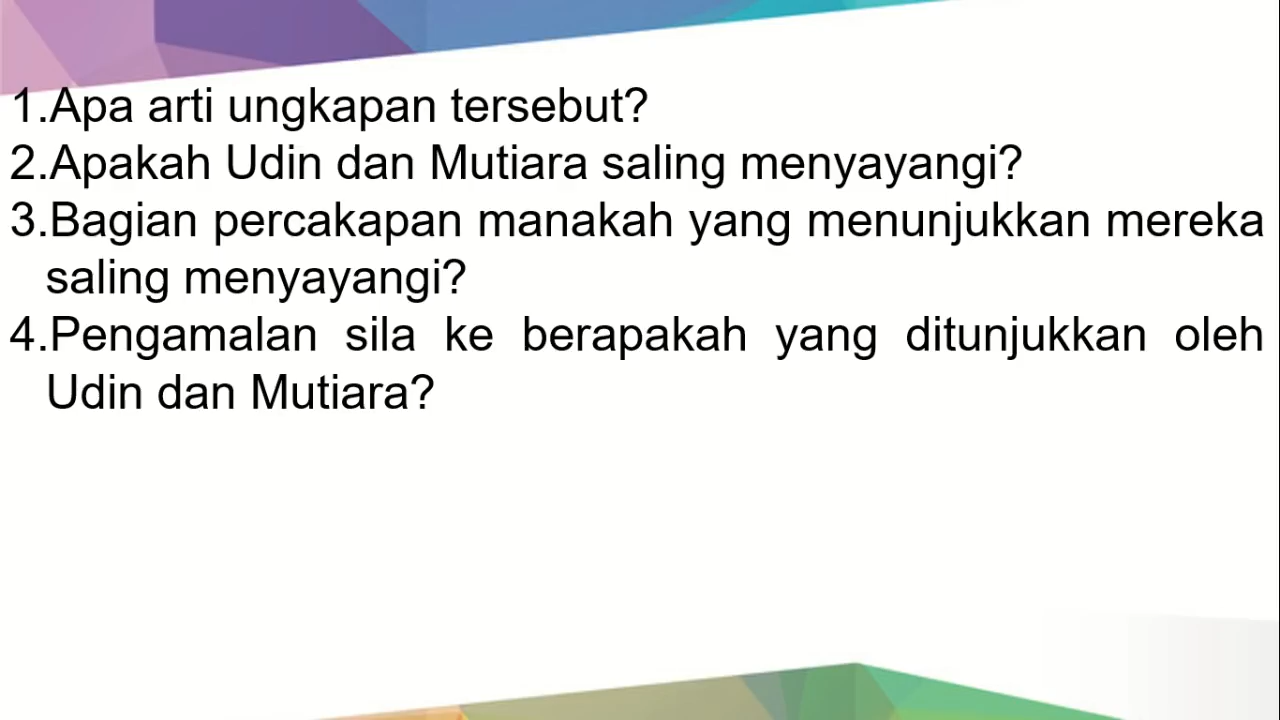 1.Apa arti ungkapan tersebut?
2.Apakah Udin dan Mutiara saling menyayangi?
3.Bagian percakapan manakah yang menunjukkan mereka
saling menyayangi?
4.Pengamalan sila ke berapakah yang ditunjukkan oleh
Udin dan Mutiara?